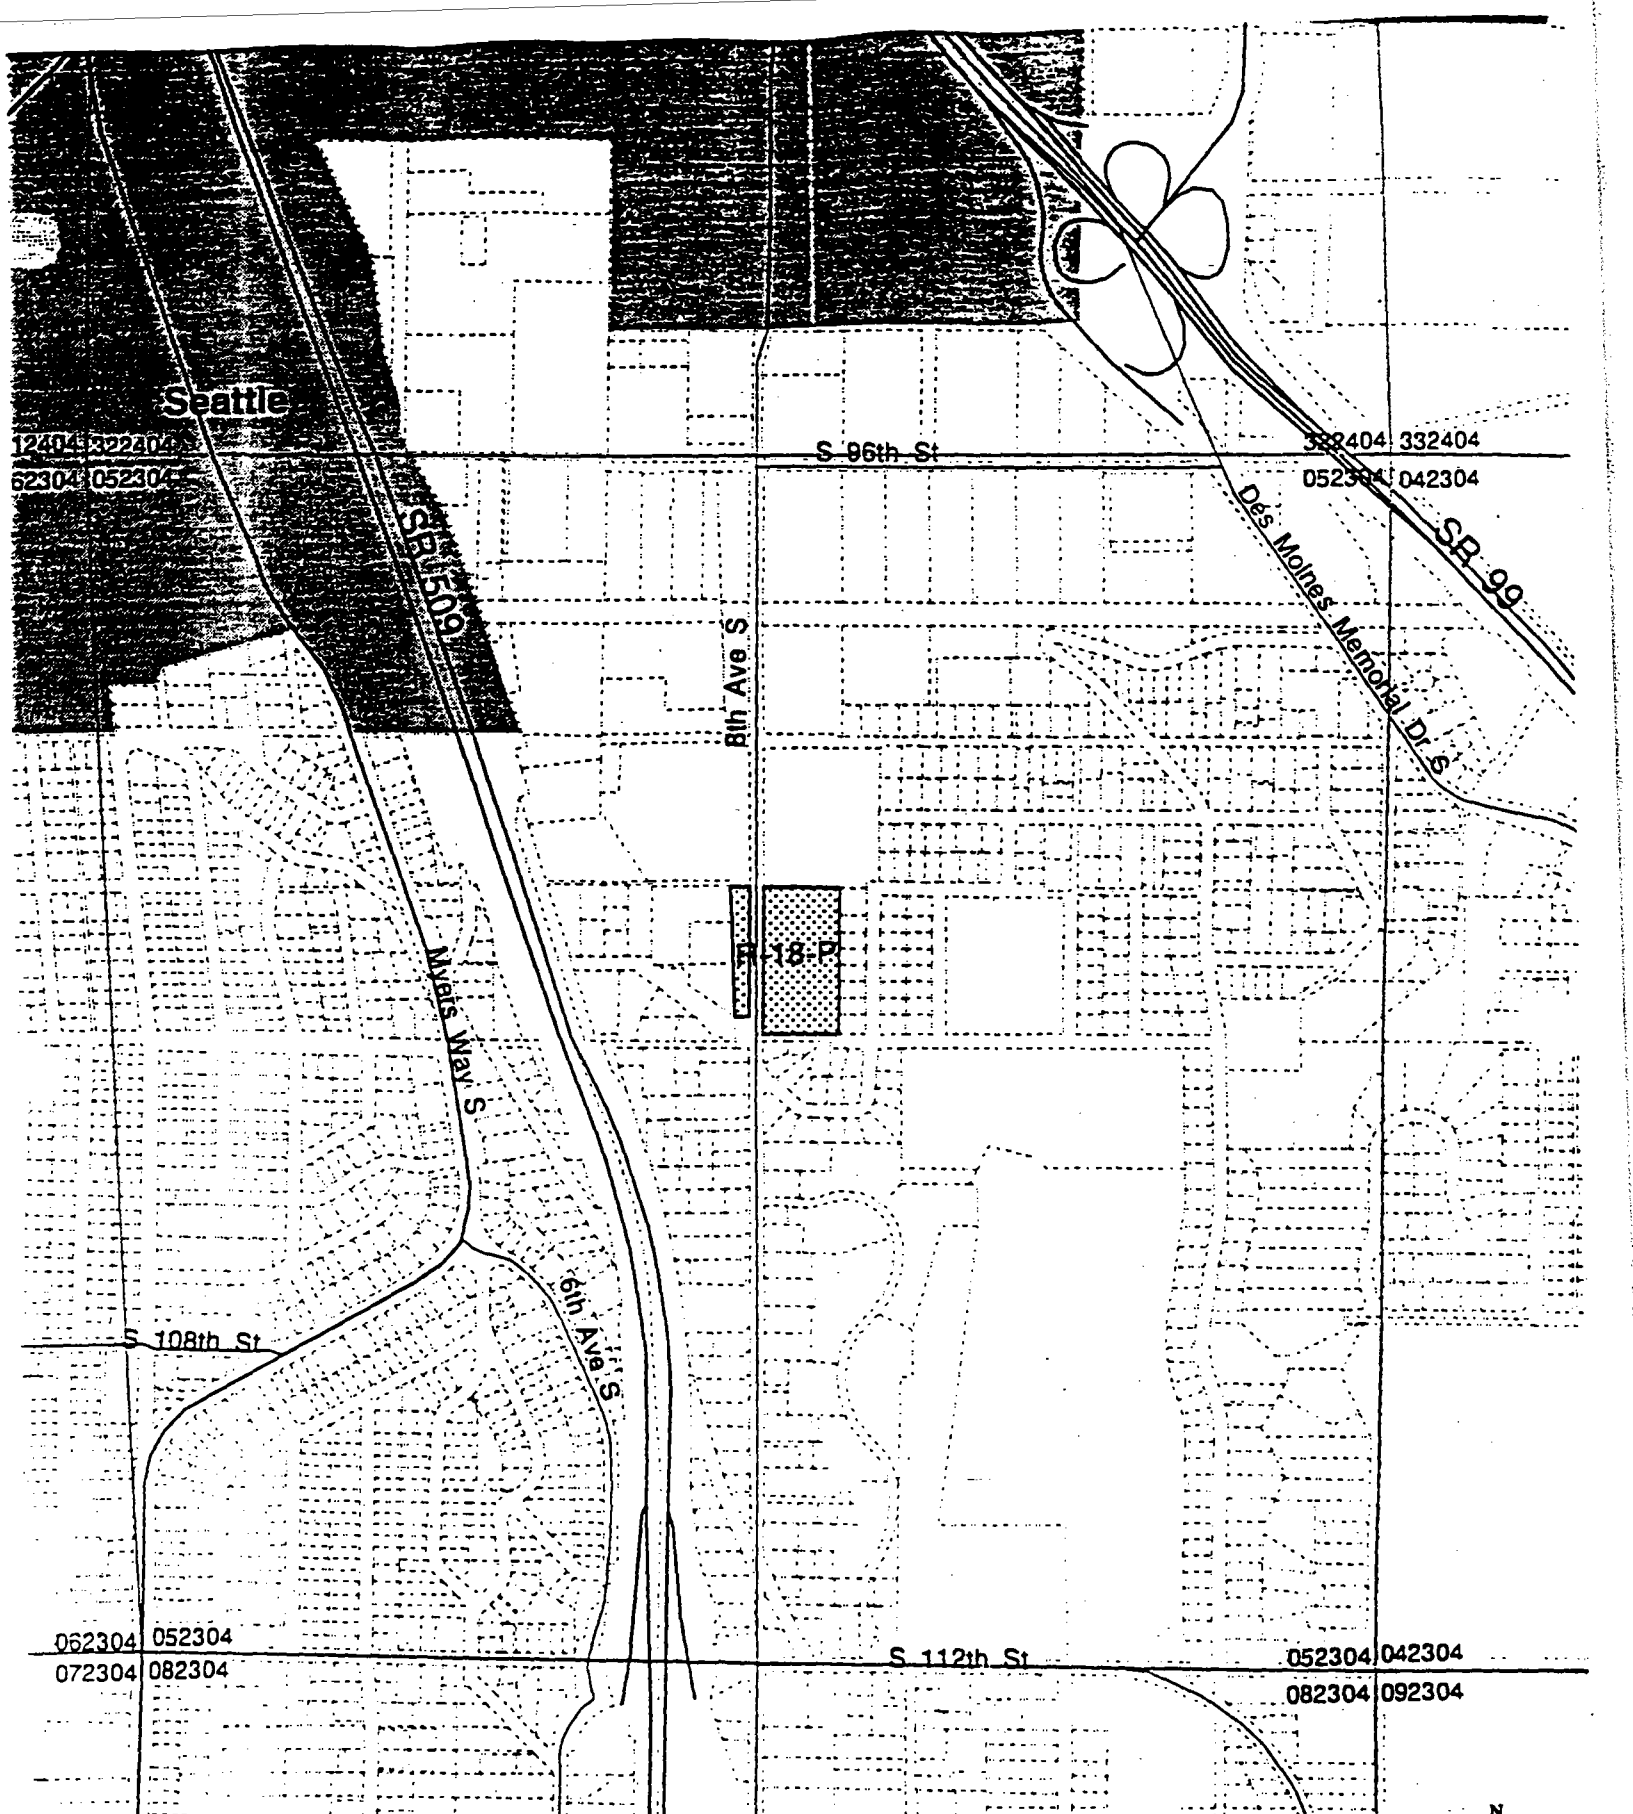 Seattle
12404 322404
62304 052304
S 96th St
322404 332404
052304 042304
SR 509
SR 99
Des Moines Memorial Dr S
8th Ave S
R-18-P
Myers Way S
6th Ave S
S 108th St
062304 052304
072304 082304
S 112th St
052304 042304
082304 092304
N